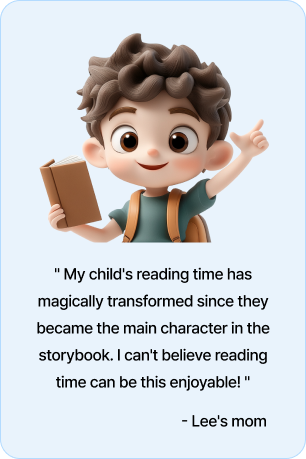 " My child's reading time has
magically transformed since they
became the main character in the
storybook. I can't believe reading
time can be this enjoyable! "
- Lee's mom